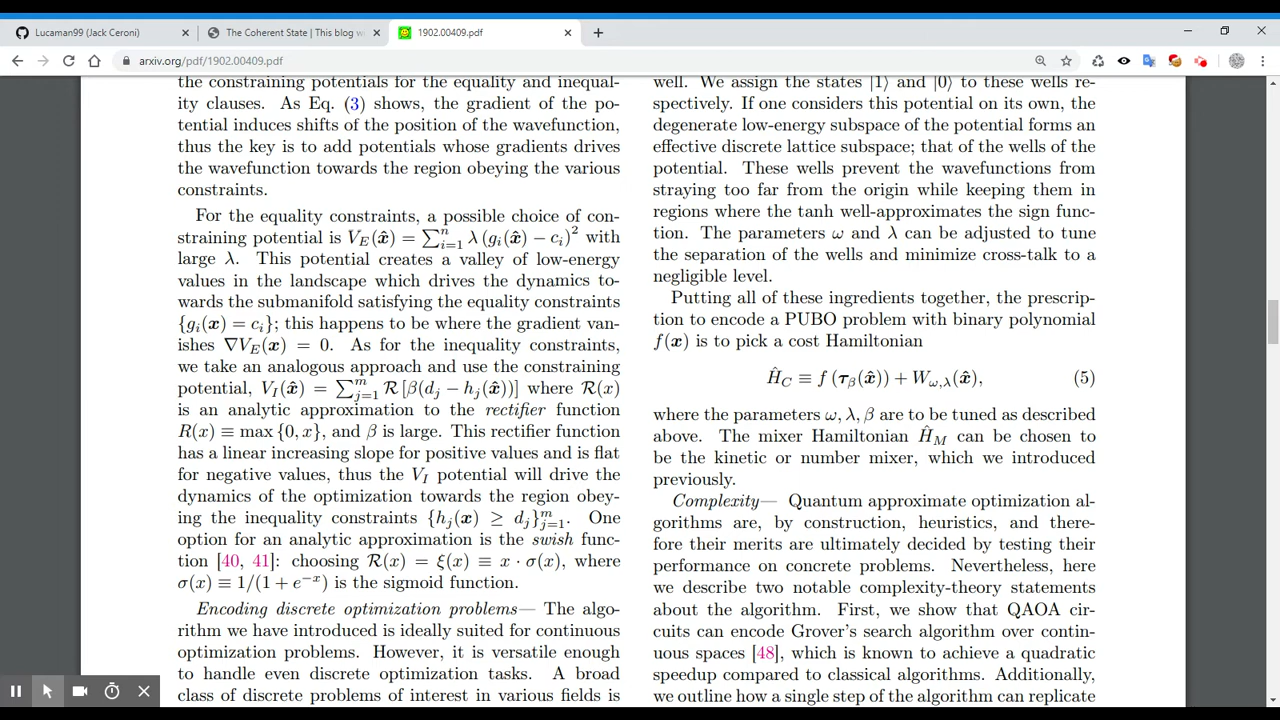 Lucaman99 (Jack Ceroni)
The Coherent State | This blog w
1902.00409.pdf
arxiv.org/pdf/1902.00409.pdf
the constraining potentials for the equality and inequal-
ity clauses. As Eq. (3) shows, the gradient of the po-
tential induces shifts of the position of the wavefunction,
thus the key is to add potentials whose gradients drives
the wavefunction towards the region obeying the various
constraints.
For the equality constraints, a possible choice of con-
straining potential is V_E(x̂) = ∑_{i=1}^n λ (g_i(x̂) − c_i)^2 with
large λ. This potential creates a valley of low-energy
values in the landscape which drives the dynamics to-
wards the submanifold satisfying the equality constraints
{g_i(x) = c_i}; this happens to be where the gradient van-
ishes ∇V_E(x) = 0. As for the inequality constraints,
we take an analogous approach and use the constraining
potential, V_I(x̂) = ∑_{j=1}^m R [β(d_j − h_j(x̂))] where R(x)
is an analytic approximation to the rectifier function
R(x) ≡ max {0, x}, and β is large. This rectifier function
has a linear increasing slope for positive values and is flat
for negative values, thus the V_I potential will drive the
dynamics of the optimization towards the region obey-
ing the inequality constraints {h_j(x) ≥ d_j}_{j=1}^m. One
option for an analytic approximation is the swish func-
tion [40, 41]: choosing R(x) = ξ(x) ≡ x · σ(x), where
σ(x) ≡ 1/(1 + e^{−x}) is the sigmoid function.
Encoding discrete optimization problems— The algo-
rithm we have introduced is ideally suited for continuous
optimization problems. However, it is versatile enough
to handle even discrete optimization tasks. A broad
class of discrete problems of interest in various fields is
well. We assign the states |1⟩ and |0⟩ to these wells re-
spectively. If one considers this potential on its own, the
degenerate low-energy subspace of the potential forms an
effective discrete lattice subspace; that of the wells of the
potential. These wells prevent the wavefunctions from
straying too far from the origin while keeping them in
regions where the tanh well-approximates the sign func-
tion. The parameters ω and λ can be adjusted to tune
the separation of the wells and minimize cross-talk to a
negligible level.
Putting all of these ingredients together, the prescrip-
tion to encode a PUBO problem with binary polynomial
f(x) is to pick a cost Hamiltonian
Ĥ_C ≡ f (τ_β(x̂)) + W_{ω,λ}(x̂), (5)
where the parameters ω, λ, β are to be tuned as described
above. The mixer Hamiltonian Ĥ_M can be chosen to
be the kinetic or number mixer, which we introduced
previously.
Complexity— Quantum approximate optimization al-
gorithms are, by construction, heuristics, and there-
fore their merits are ultimately decided by testing their
performance on concrete problems. Nevertheless, here
we describe two notable complexity-theory statements
about the algorithm. First, we show that QAOA cir-
cuits can encode Grover's search algorithm over contin-
uous spaces [48], which is known to achieve a quadratic
speedup compared to classical algorithms. Additionally,
we outline how a single step of the algorithm can replicate